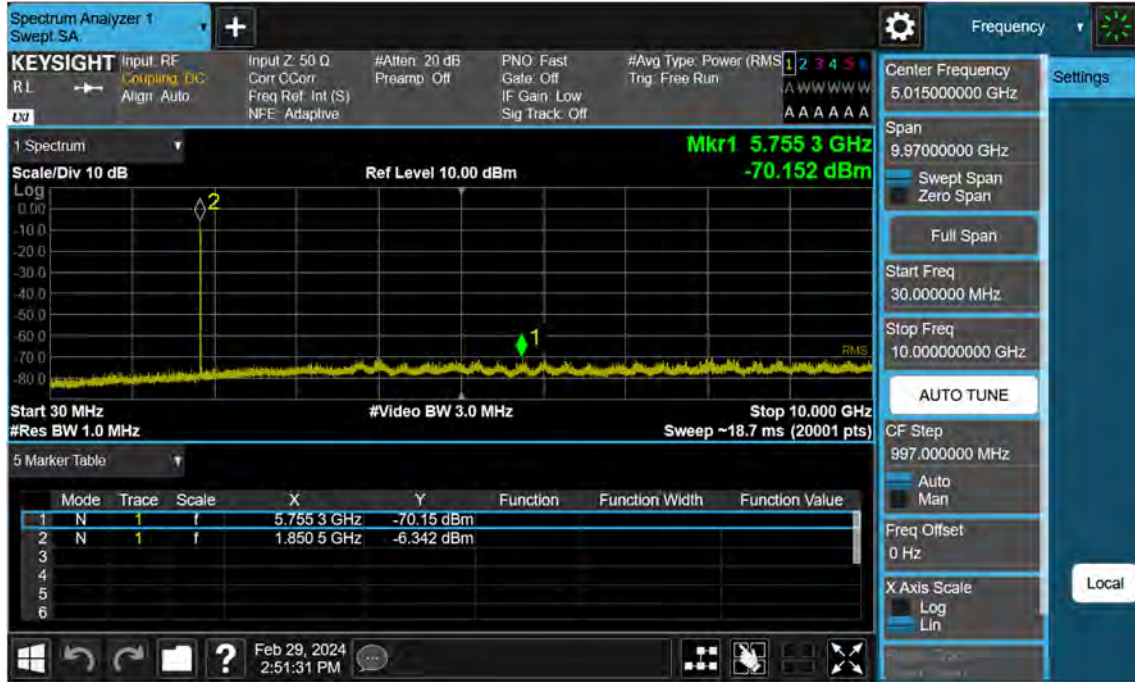 Spectrum Analyzer 1
Swept SA
+
Frequency
KEYSIGHT
RL
LXI
Input: RF
Coupling: DC
Align: Auto
Input Z: 50 Ω
Corr CCorr
Freq Ref: Int (S)
NFE: Adaptive
#Atten: 20 dB
Preamp: Off
PNO: Fast
Gate: Off
IF Gain: Low
Sig Track: Off
#Avg Type: Power (RMS
Trig: Free Run
1 2 3 4 5 6
A W W W W W
A A A A A A
1 Spectrum
Scale/Div 10 dB
Ref Level 10.00 dBm
Mkr1 5.755 3 GHz
-70.152 dBm
Log
0.00
-10.0
-20.0
-30.0
-40.0
-50.0
-60.0
-70.0
-80.0
2
1
RMS
Start 30 MHz
#Video BW 3.0 MHz
Stop 10.000 GHz
#Res BW 1.0 MHz
Sweep ~18.7 ms (20001 pts)
5 Marker Table
Mode Trace Scale X Y Function Function Width Function Value
1 N 1 f 5.755 3 GHz -70.15 dBm
2 N 1 f 1.850 5 GHz -6.342 dBm
3
4
5
6
Feb 29, 2024
2:51:31 PM
?
Center Frequency
5.015000000 GHz
Settings
Span
9.97000000 GHz
Swept Span
Zero Span
Full Span
Start Freq
30.000000 MHz
Stop Freq
10.000000000 GHz
AUTO TUNE
CF Step
997.000000 MHz
Auto
Man
Freq Offset
0 Hz
X Axis Scale
Log
Lin
Local